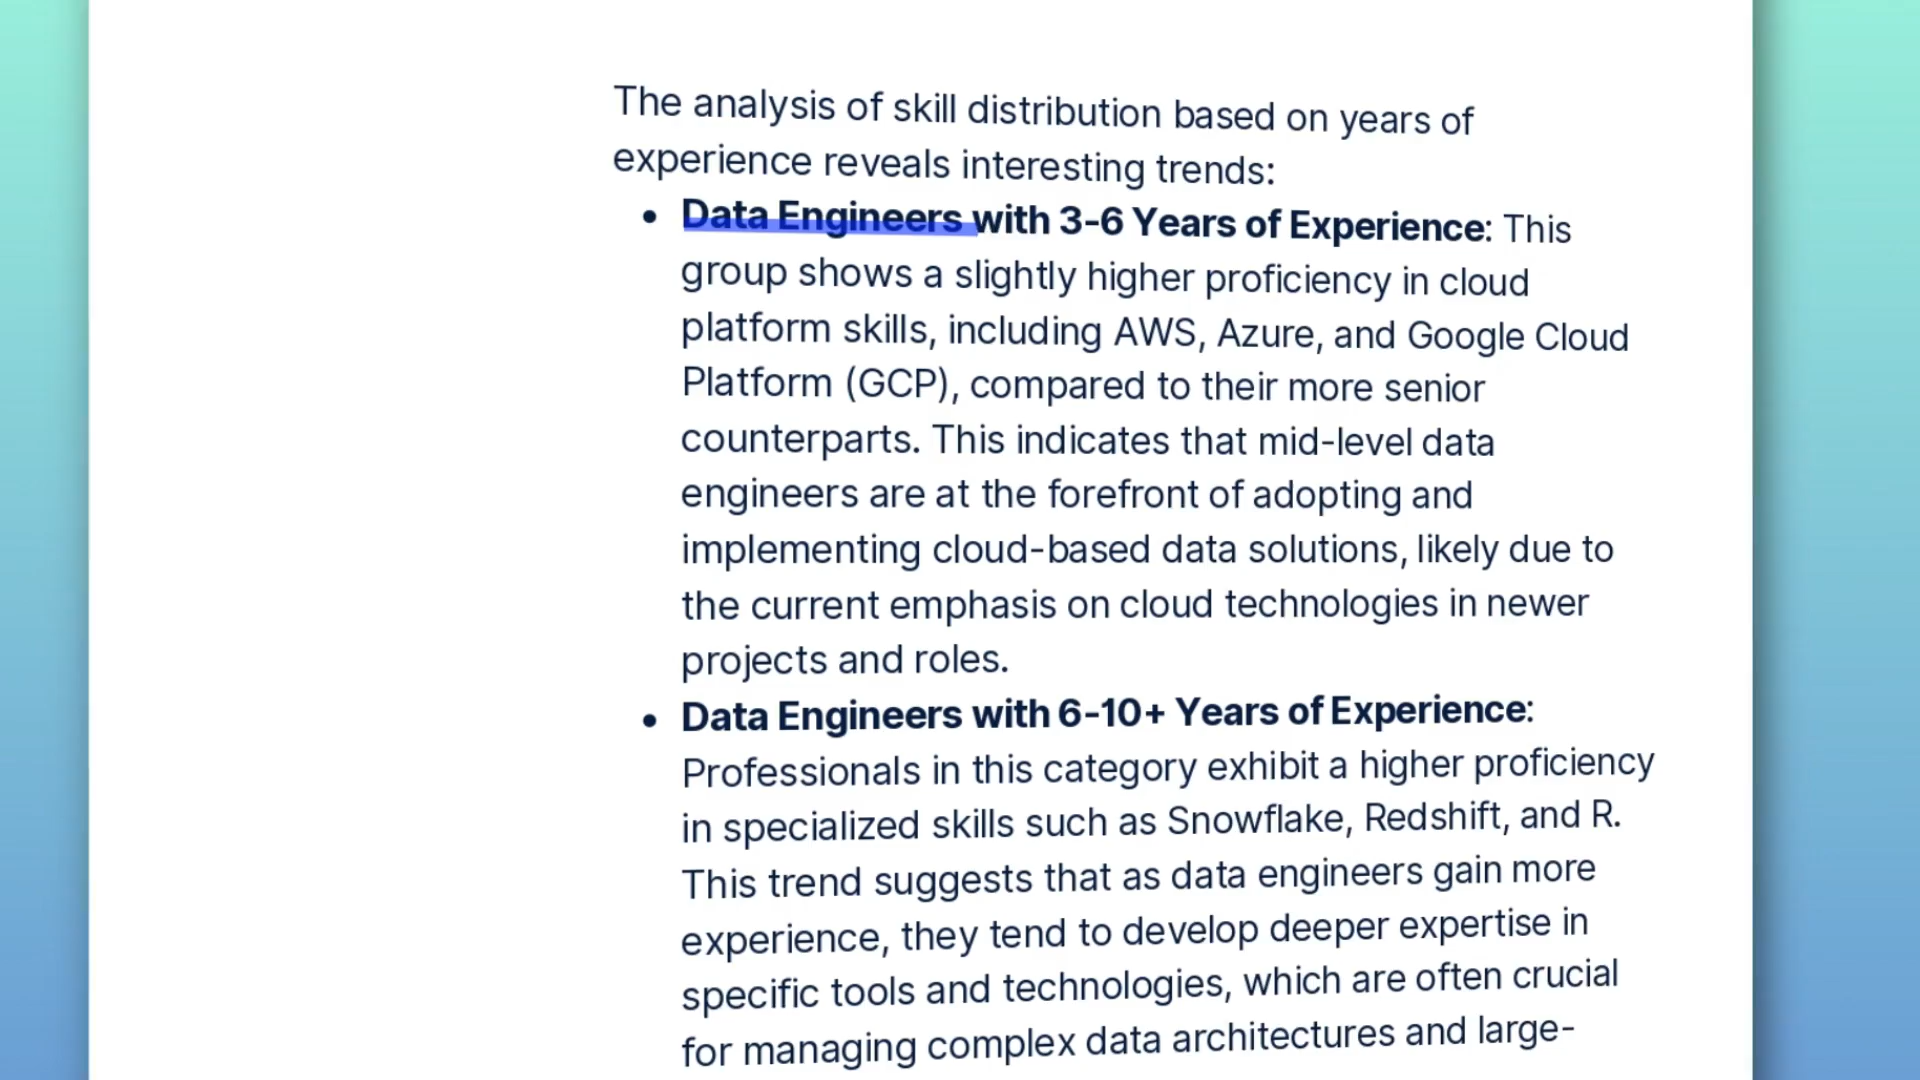 The analysis of skill distribution based on years of
experience reveals interesting trends:
• Data Engineers with 3-6 Years of Experience: This
group shows a slightly higher proficiency in cloud
platform skills, including AWS, Azure, and Google Cloud
Platform (GCP), compared to their more senior
counterparts. This indicates that mid-level data
engineers are at the forefront of adopting and
implementing cloud-based data solutions, likely due to
the current emphasis on cloud technologies in newer
projects and roles.
• Data Engineers with 6-10+ Years of Experience:
Professionals in this category exhibit a higher proficiency
in specialized skills such as Snowflake, Redshift, and R.
This trend suggests that as data engineers gain more
experience, they tend to develop deeper expertise in
specific tools and technologies, which are often crucial
for managing complex data architectures and large-